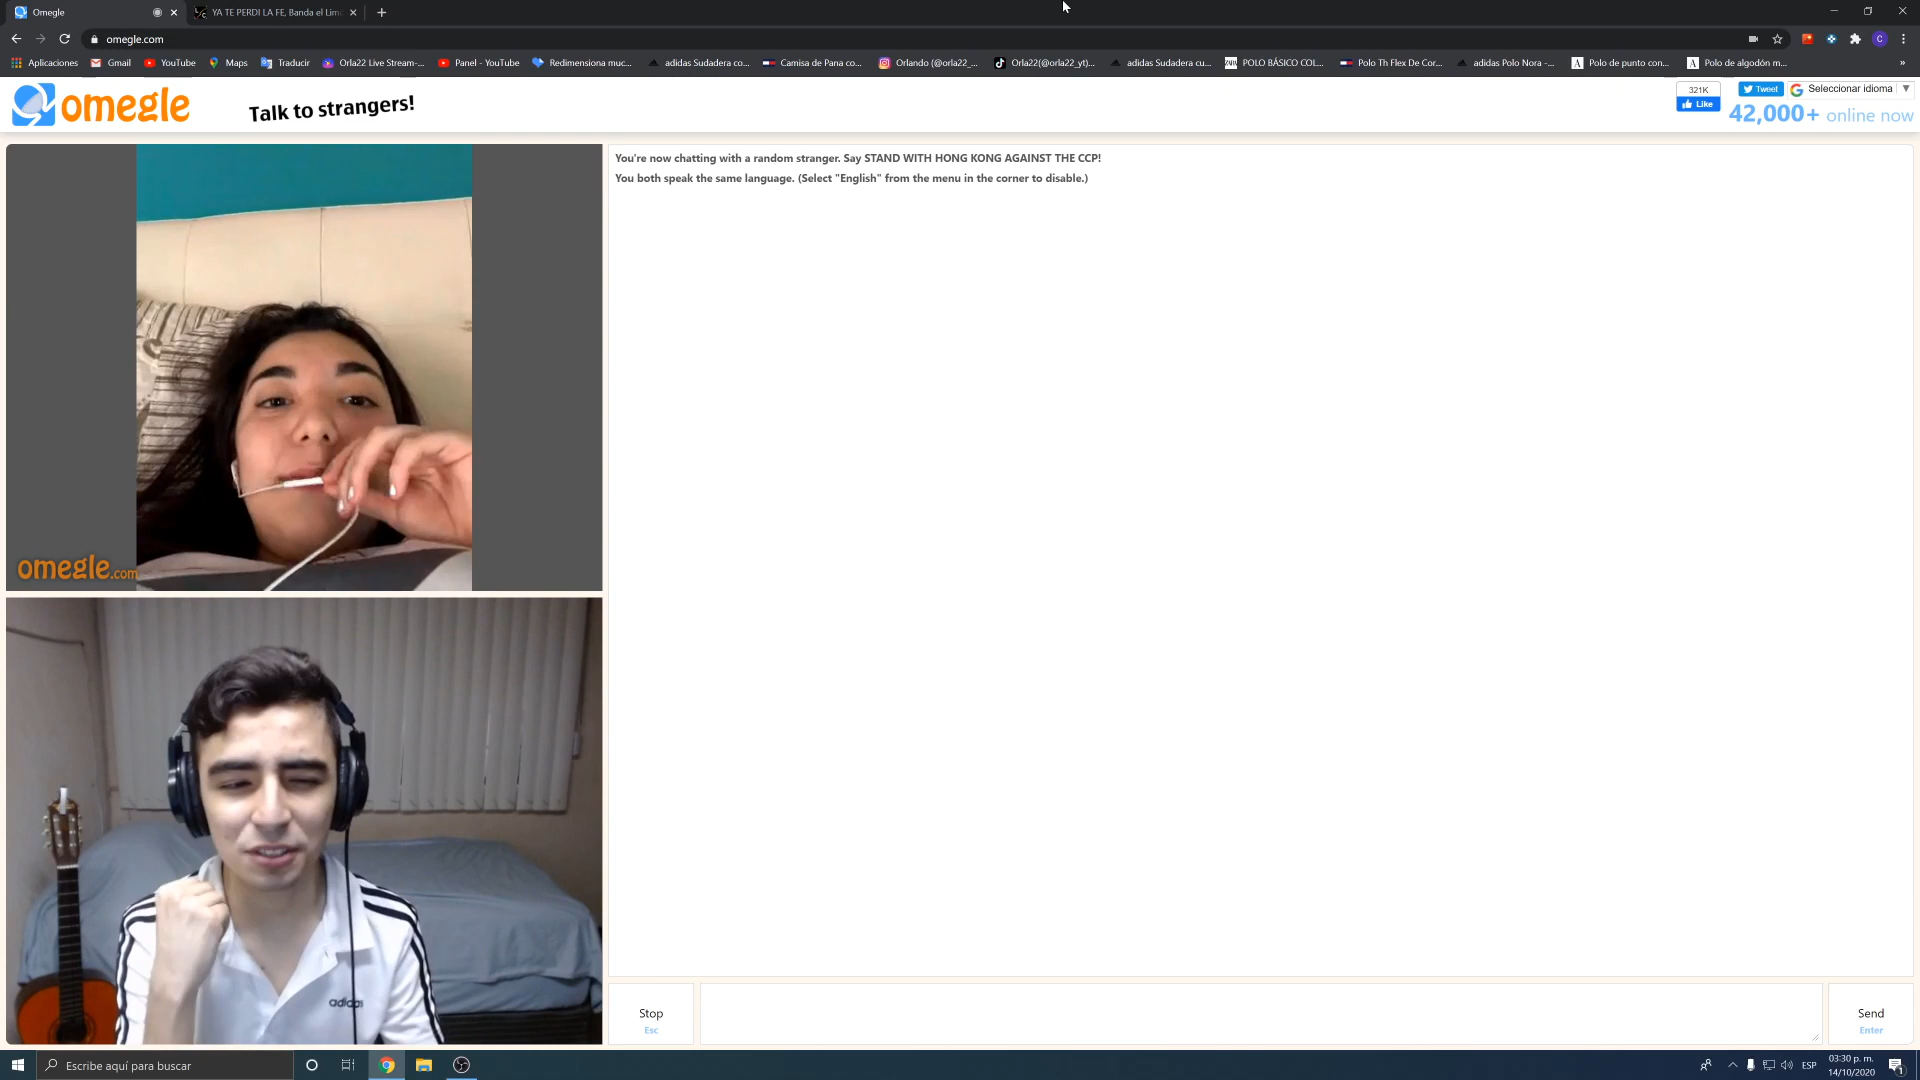 Omegle
YA TE PERDI LA FE, Banda el Lim
omegle.com
Aplicaciones Gmail YouTube Maps Traducir Orla22 Live Stream-... Panel - YouTube Redimensiona muc... adidas Sudadera co... Camisa de Pana co... Orlando (@orla22_... Orla22(@orla22_yt)... adidas Sudadera cu... POLO BÁSICO COL... Polo Th Flex De Cor... adidas Polo Nora -... Polo de punto con... Polo de algodón m...
omegle
Talk to strangers!
321K
Like
Tweet
Seleccionar idioma
42,000+ online now
You're now chatting with a random stranger. Say STAND WITH HONG KONG AGAINST THE CCP!
You both speak the same language. (Select "English" from the menu in the corner to disable.)
omegle.com
adidas
Stop
Esc
Send
Enter
Escribe aquí para buscar
ESP
03:30 p. m.
14/10/2020